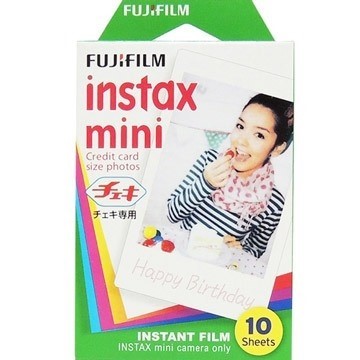 FUJIFILM
FUJIFILM
instax
mini
Credit card
size photos
チェキ
チェキ専用
Happy Birthday
INSTANT FILM
INSTAX mini camera only
10
Sheets